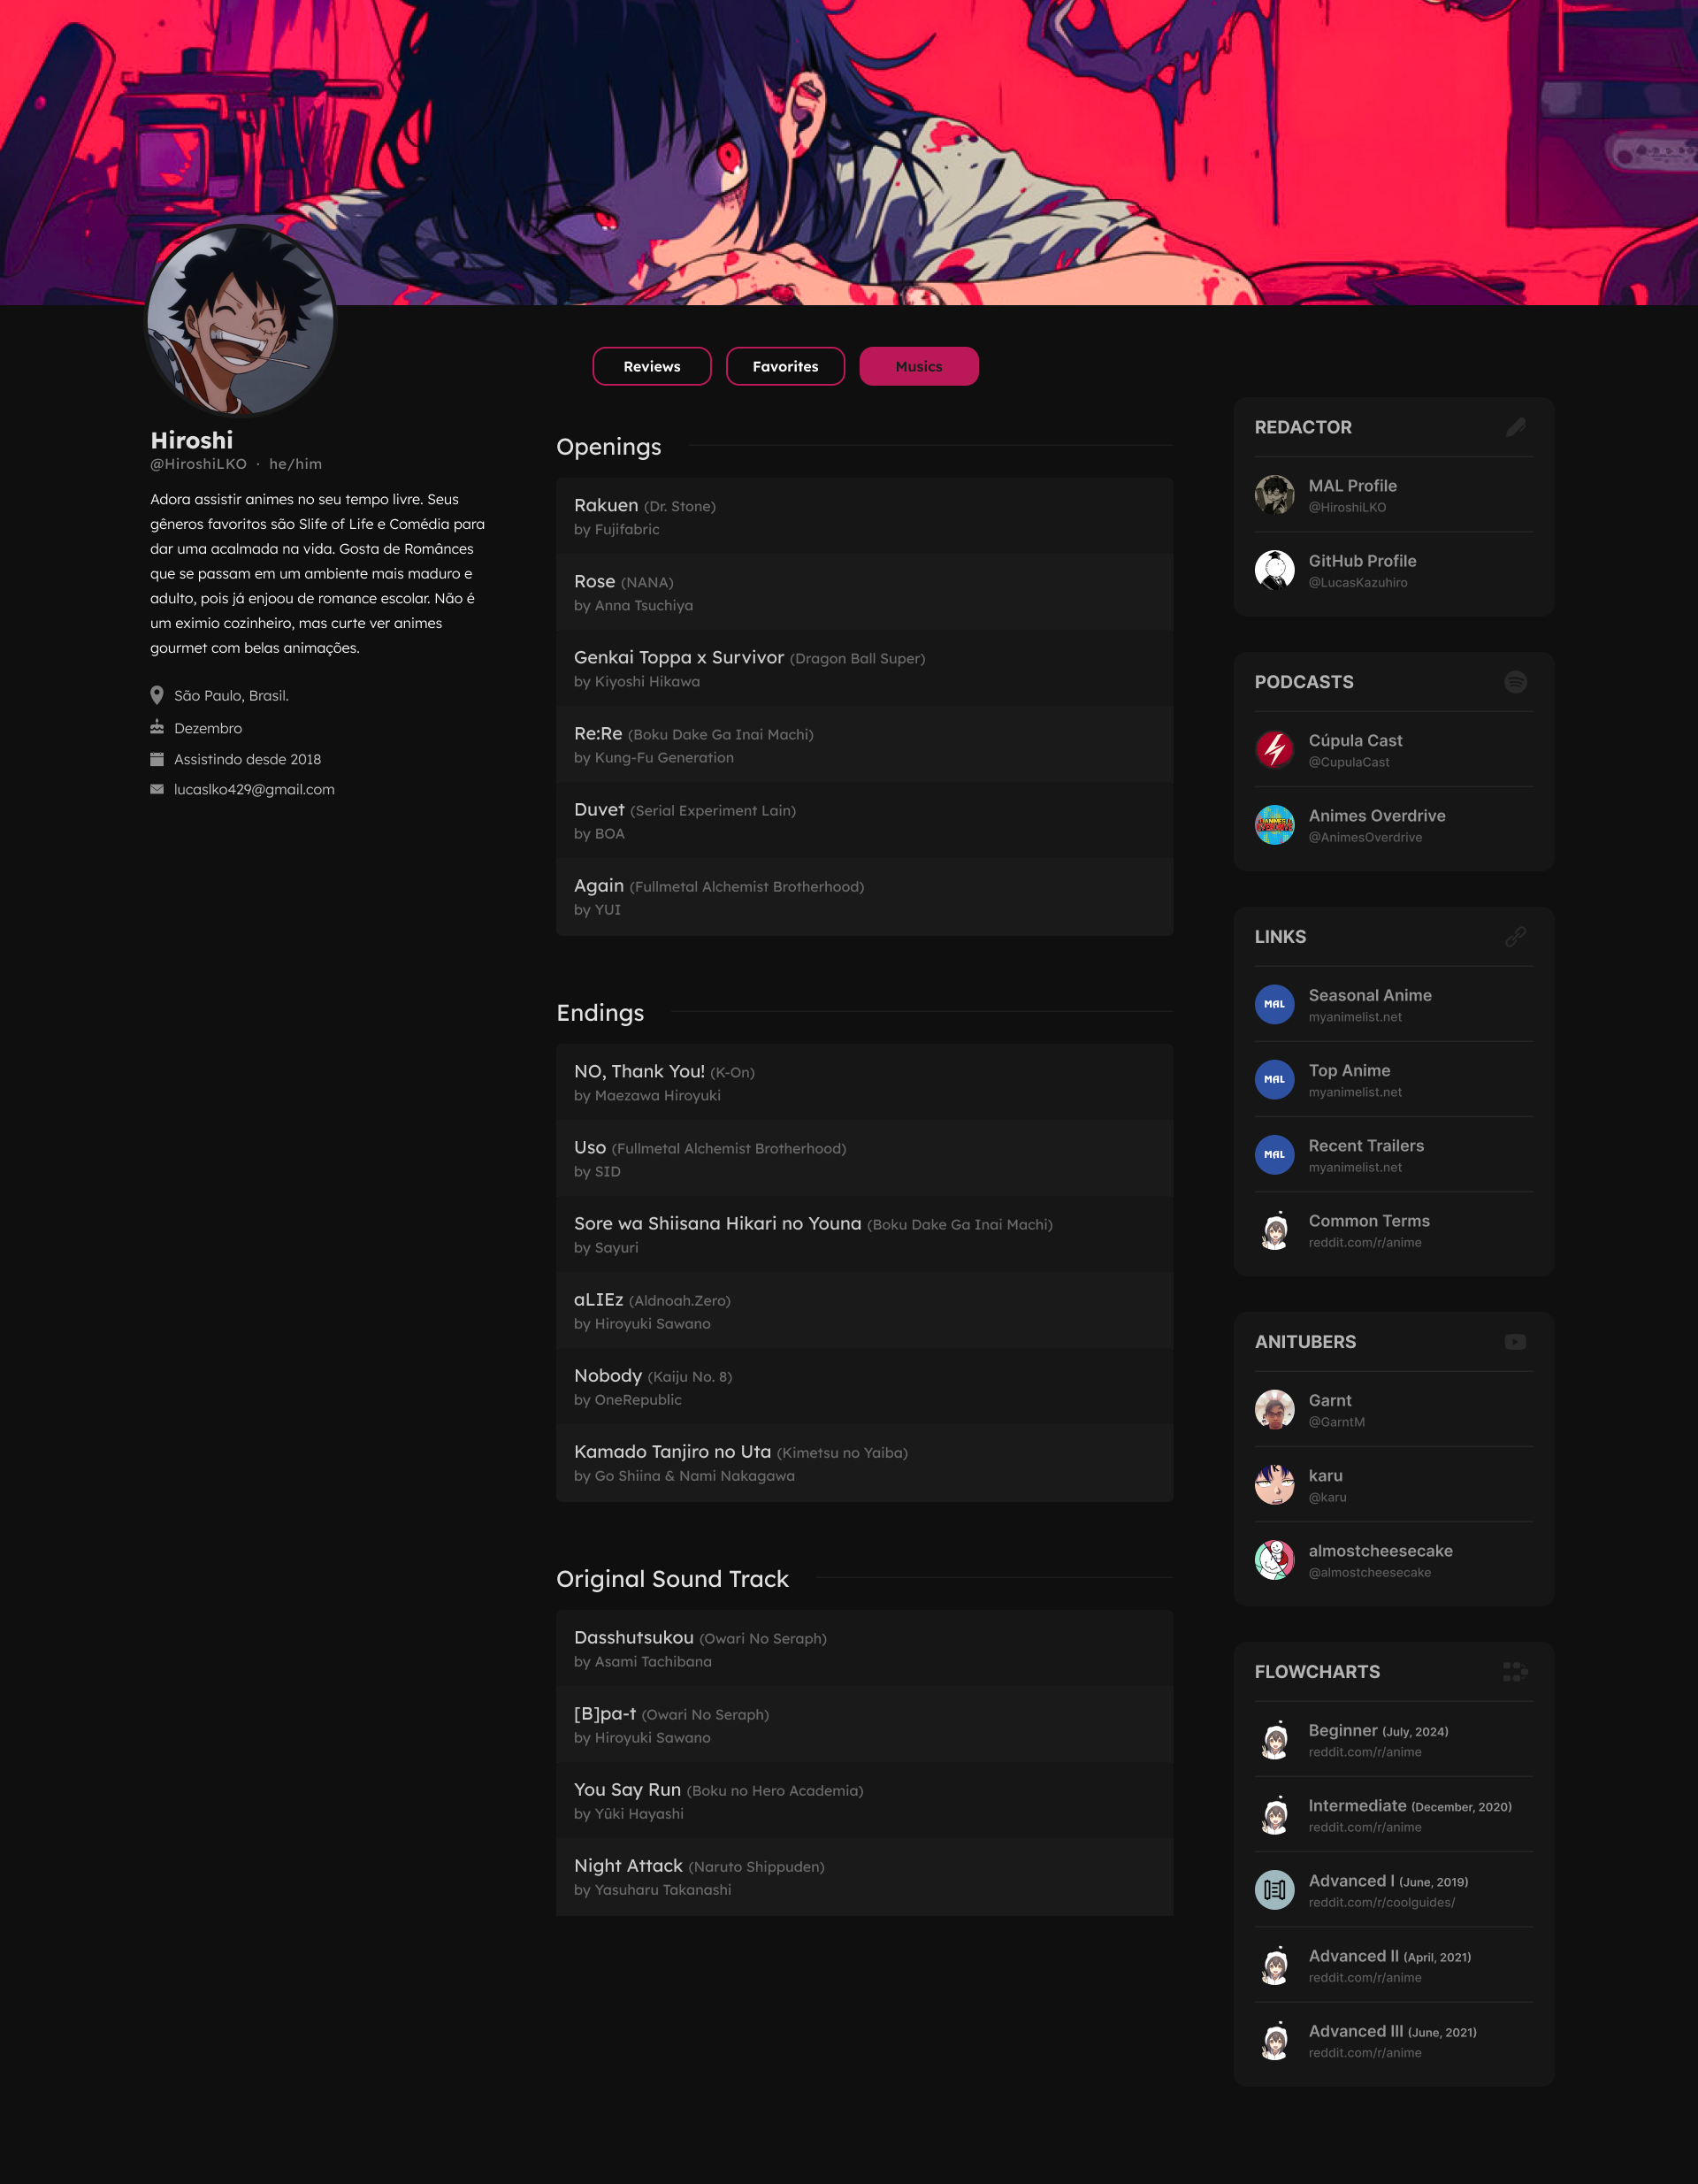 Reviews
Favorites
Musics
Hiroshi
@HiroshiLKO · he/him
Adora assistir animes no seu tempo livre. Seus
gêneros favoritos são Slife of Life e Comédia para
dar uma acalmada na vida. Gosta de Românces
que se passam em um ambiente mais maduro e
adulto, pois já enjoou de romance escolar. Não é
um eximio cozinheiro, mas curte ver animes
gourmet com belas animações.
São Paulo, Brasil.
Dezembro
Assistindo desde 2018
lucaslko429@gmail.com
Openings
Rakuen (Dr. Stone)
by Fujifabric
Rose (NANA)
by Anna Tsuchiya
Genkai Toppa x Survivor (Dragon Ball Super)
by Kiyoshi Hikawa
Re:Re (Boku Dake Ga Inai Machi)
by Kung-Fu Generation
Duvet (Serial Experiment Lain)
by BOA
Again (Fullmetal Alchemist Brotherhood)
by YUI
Endings
NO, Thank You! (K-On)
by Maezawa Hiroyuki
Uso (Fullmetal Alchemist Brotherhood)
by SID
Sore wa Shiisana Hikari no Youna (Boku Dake Ga Inai Machi)
by Sayuri
aLIEz (Aldnoah.Zero)
by Hiroyuki Sawano
Nobody (Kaiju No. 8)
by OneRepublic
Kamado Tanjiro no Uta (Kimetsu no Yaiba)
by Go Shiina & Nami Nakagawa
Original Sound Track
Dasshutsukou (Owari No Seraph)
by Asami Tachibana
[B]pa-t (Owari No Seraph)
by Hiroyuki Sawano
You Say Run (Boku no Hero Academia)
by Yûki Hayashi
Night Attack (Naruto Shippuden)
by Yasuharu Takanashi
REDACTOR
MAL Profile
@HiroshiLKO
GitHub Profile
@LucasKazuhiro
PODCASTS
Cúpula Cast
@CupulaCast
Animes Overdrive
@AnimesOverdrive
LINKS
MAL
Seasonal Anime
myanimelist.net
MAL
Top Anime
myanimelist.net
MAL
Recent Trailers
myanimelist.net
Common Terms
reddit.com/r/anime
ANITUBERS
Garnt
@GarntM
karu
@karu
almostcheesecake
@almostcheesecake
FLOWCHARTS
Beginner (July, 2024)
reddit.com/r/anime
Intermediate (December, 2020)
reddit.com/r/anime
Advanced I (June, 2019)
reddit.com/r/coolguides/
Advanced II (April, 2021)
reddit.com/r/anime
Advanced III (June, 2021)
reddit.com/r/anime